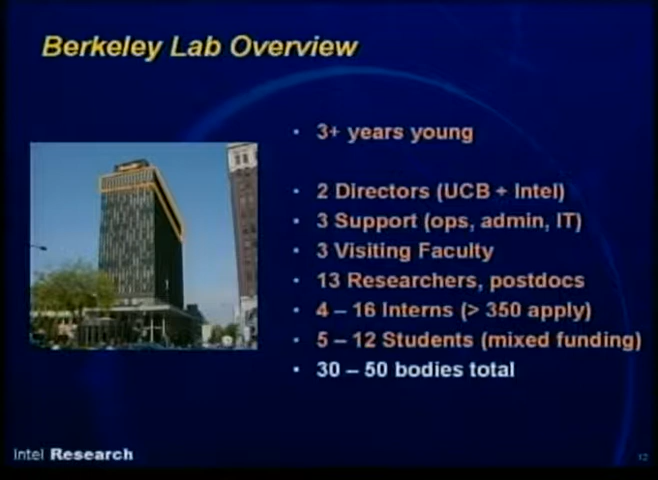 Berkeley Lab Overview
• 3+ years young
• 2 Directors (UCB + Intel)
• 3 Support (ops, admin, IT)
• 3 Visiting Faculty
• 13 Researchers, postdocs
• 4 – 16 Interns (> 350 apply)
• 5 – 12 Students (mixed funding)
• 30 – 50 bodies total
intel Research
12